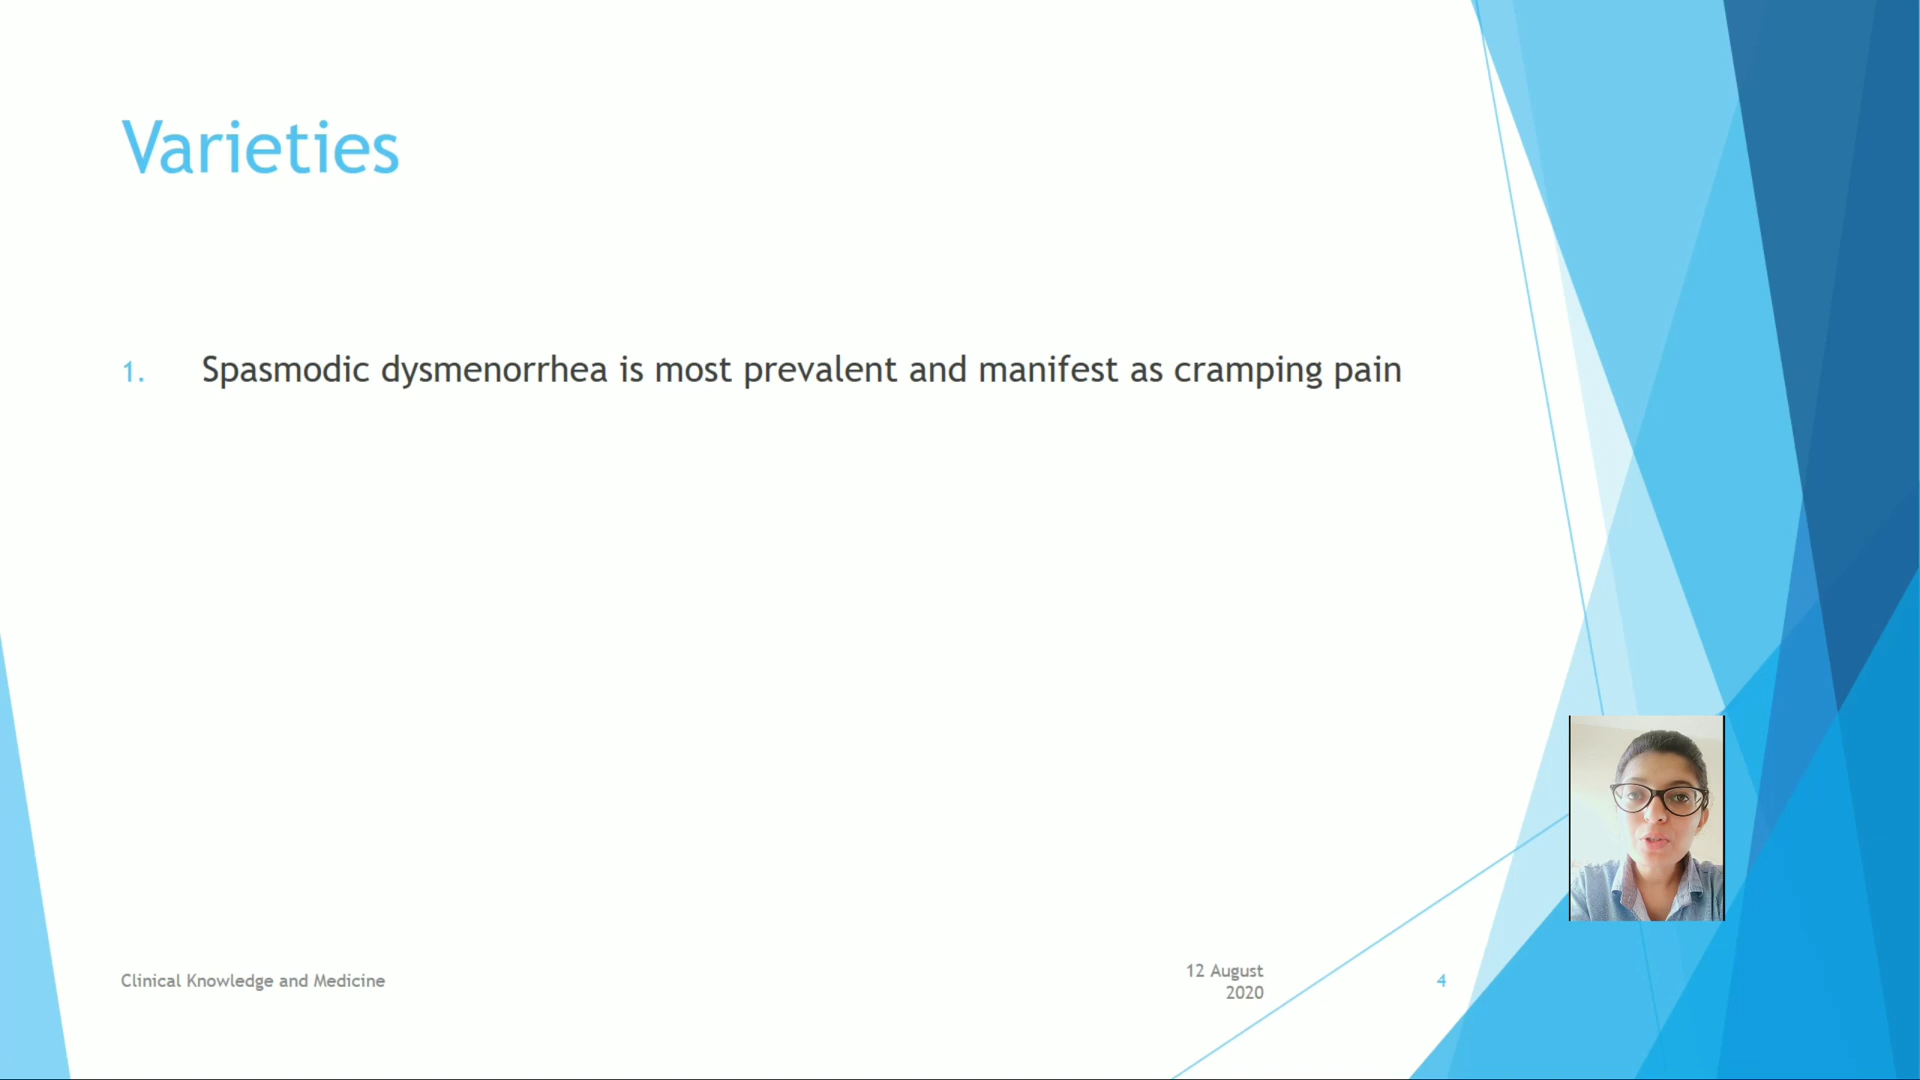 Varieties
1. Spasmodic dysmenorrhea is most prevalent and manifest as cramping pain
Clinical Knowledge and Medicine
12 August
2020
4